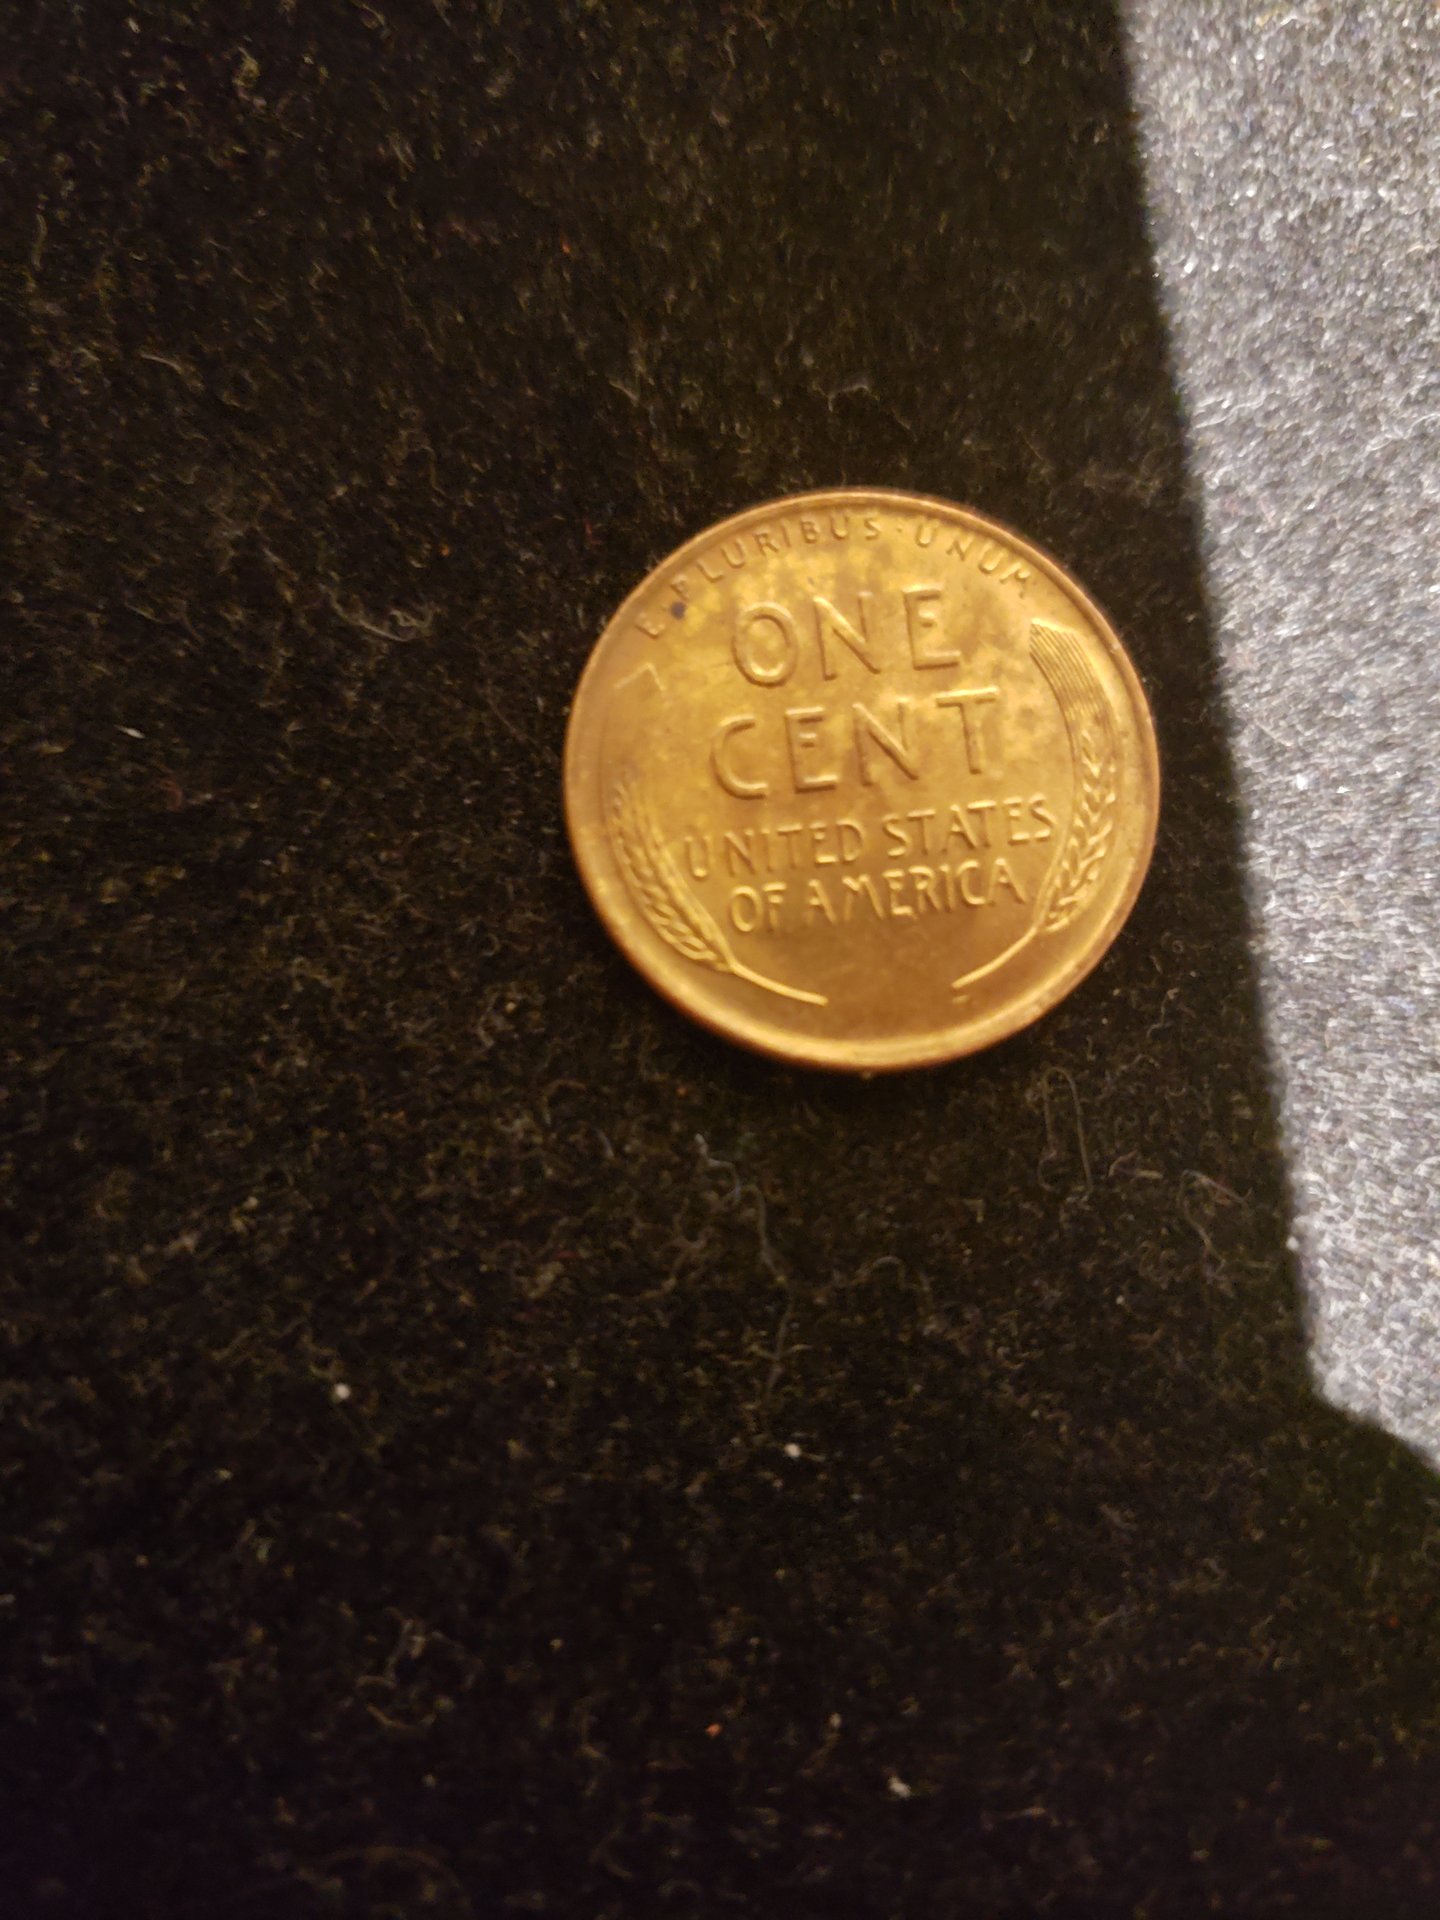 E·PLURIBUS·UNUM
ONE
CENT
UNITED STATES
OF AMERICA